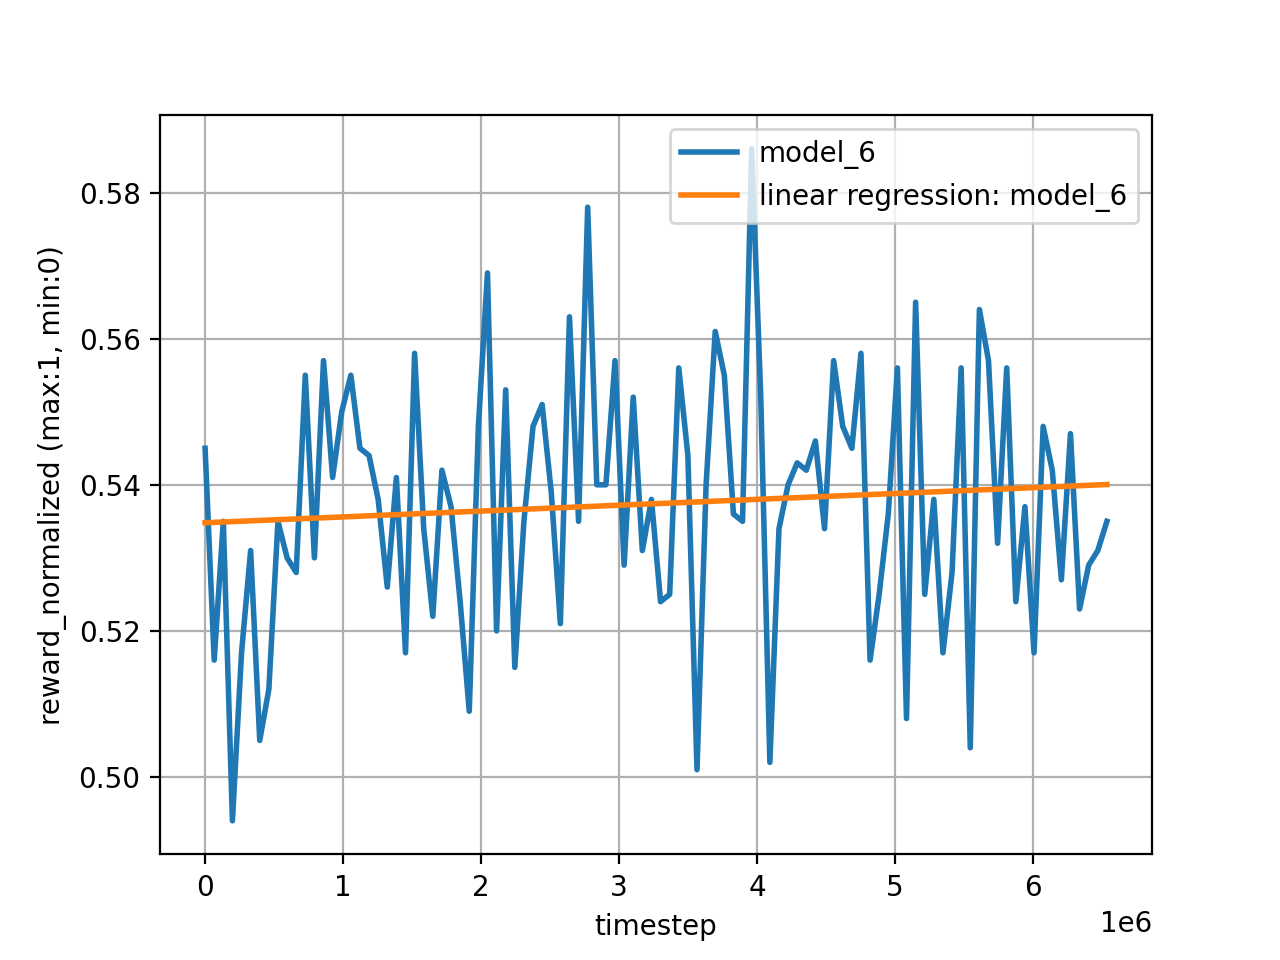 model_6
linear regression: model_6
0.58
0.56
0.54
0.52
0.50
reward_normalized (max:1, min:0)
0 1 2 3 4 5 6
1e6
timestep